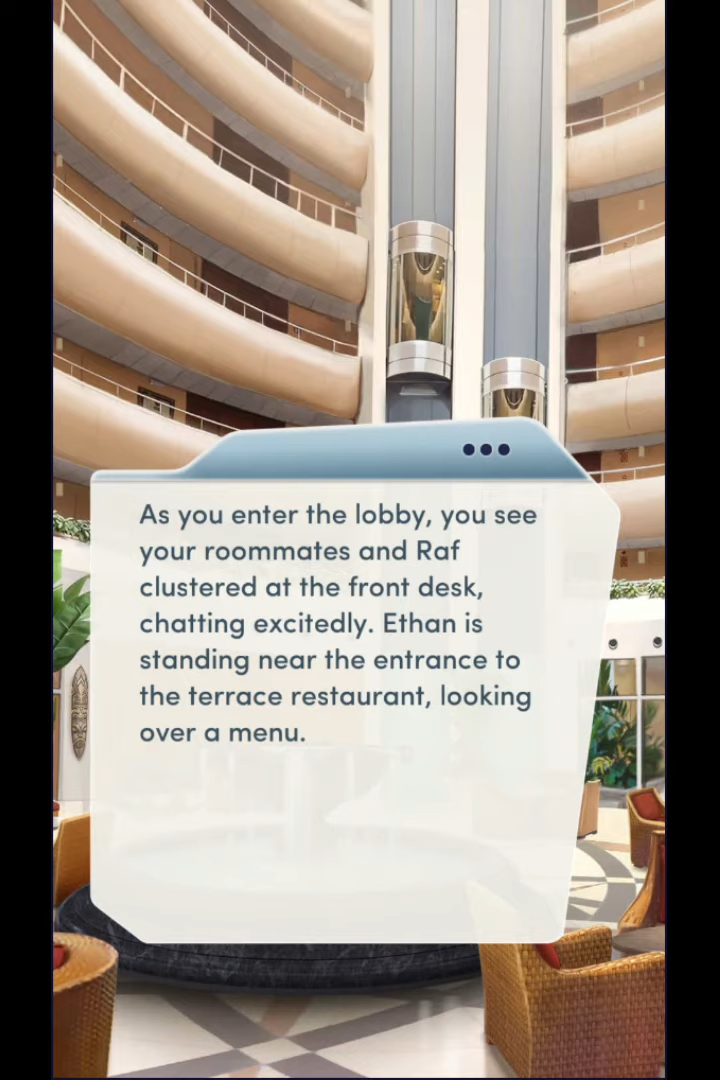 As you enter the lobby, you see
your roommates and Raf
clustered at the front desk,
chatting excitedly. Ethan is
standing near the entrance to
the terrace restaurant, looking
over a menu.